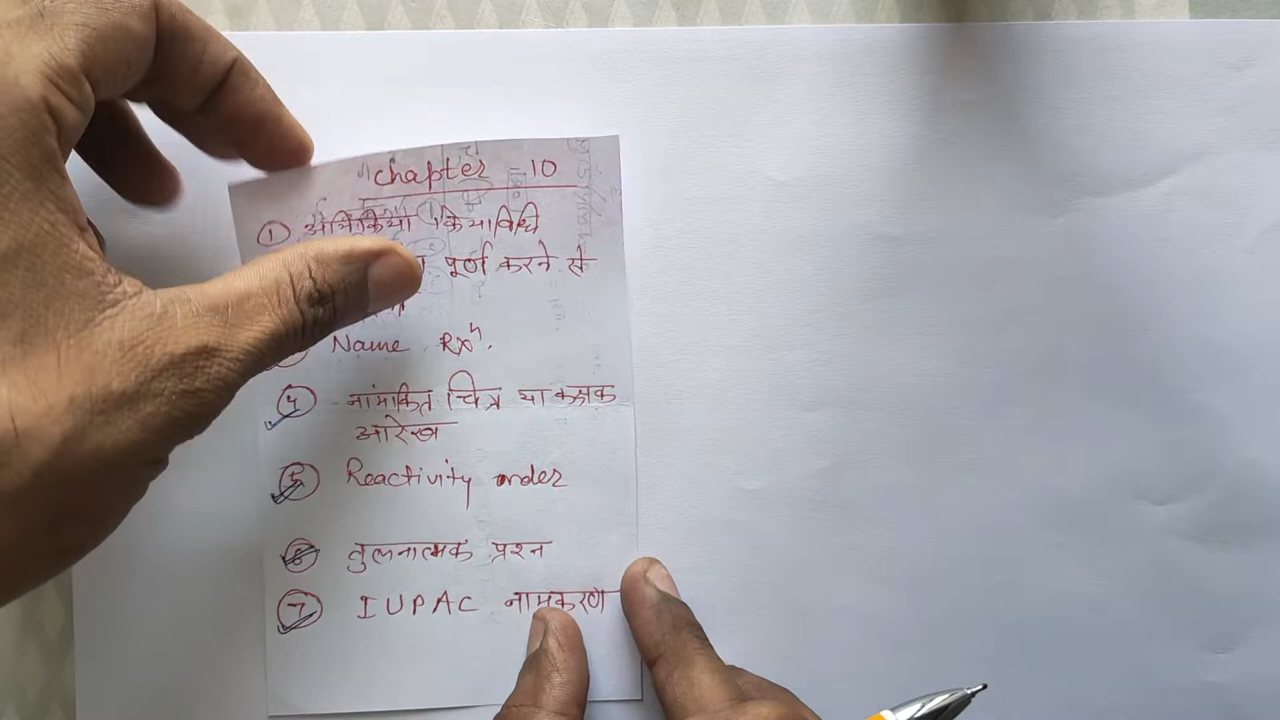 Chapter - 10
① अभिक्रिया क्रियाविधी
पूर्ण करने से
Name Rxⁿ.
④ नामांकित चित्र या कक्षक
आरेख
⑤ Reactivity order
⑥ तुलनात्मक प्रश्न
⑦ IUPAC नामकरण